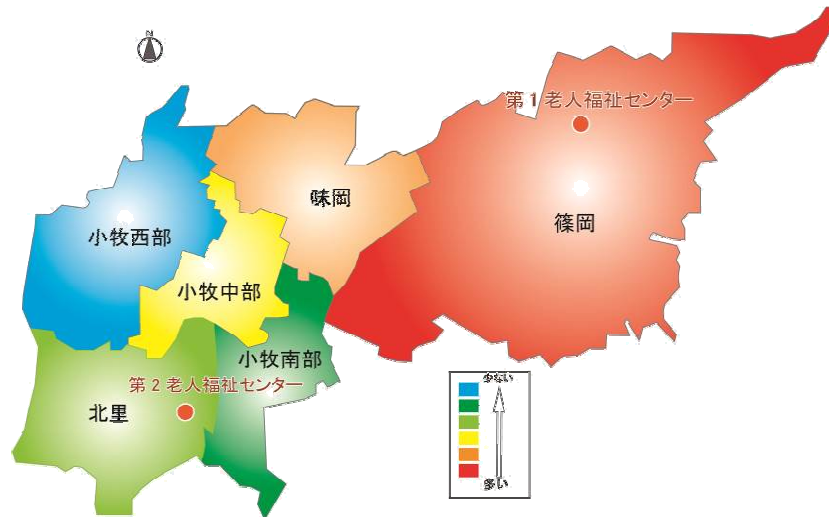 N
第1老人福祉センター
味岡
篠岡
小牧西部
小牧中部
小牧南部
第2老人福祉センター
北里
少ない
多い